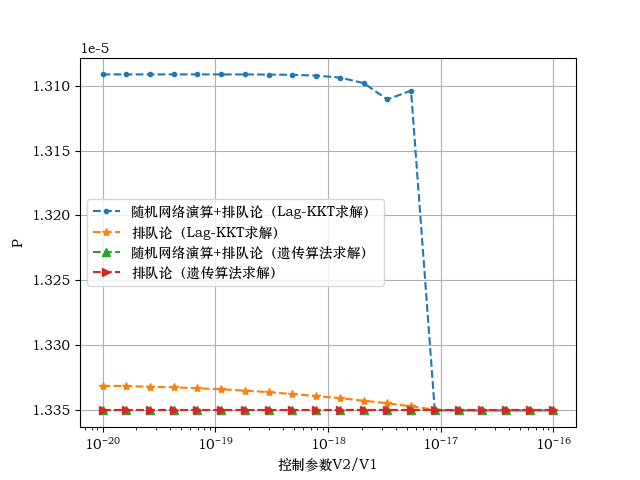 1e-5
1.310
1.315
1.320
1.325
1.330
1.335
P
随机网络演算+排队论（Lag-KKT求解）
排队论（Lag-KKT求解）
随机网络演算+排队论（遗传算法求解）
排队论（遗传算法求解）
10⁻²⁰ 10⁻¹⁹ 10⁻¹⁸ 10⁻¹⁷ 10⁻¹⁶
控制参数V2/V1